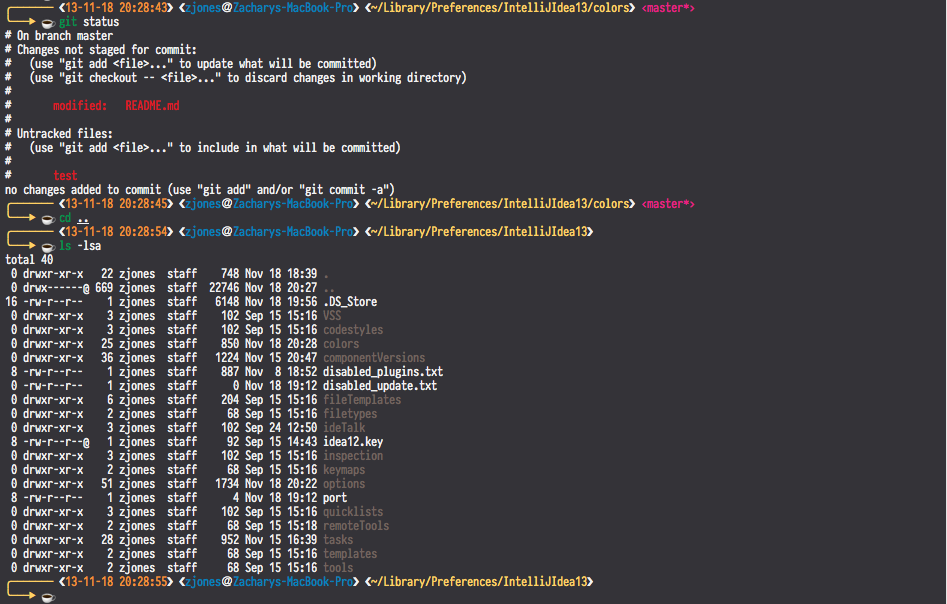 ❮13-11-18 20:28:43❯ ❮zjones@Zacharys-MacBook-Pro❯ ❮~/Library/Preferences/IntelliJIdea13/colors❯ ❮master*❯
git status
# On branch master
# Changes not staged for commit:
#   (use "git add <file>..." to update what will be committed)
#   (use "git checkout -- <file>..." to discard changes in working directory)
#
#       modified:   README.md
#
# Untracked files:
#   (use "git add <file>..." to include in what will be committed)
#
#       test
no changes added to commit (use "git add" and/or "git commit -a")
❮13-11-18 20:28:45❯ ❮zjones@Zacharys-MacBook-Pro❯ ❮~/Library/Preferences/IntelliJIdea13/colors❯ ❮master*❯
cd ..
❮13-11-18 20:28:54❯ ❮zjones@Zacharys-MacBook-Pro❯ ❮~/Library/Preferences/IntelliJIdea13❯
ls -lsa
total 40
 0 drwxr-xr-x   22 zjones  staff    748 Nov 18 18:39 .
 0 drwx------@ 669 zjones  staff  22746 Nov 18 20:27 ..
16 -rw-r--r--    1 zjones  staff   6148 Nov 18 19:56 .DS_Store
 0 drwxr-xr-x    3 zjones  staff    102 Sep 15 15:16 VSS
 0 drwxr-xr-x    3 zjones  staff    102 Sep 15 15:16 codestyles
 0 drwxr-xr-x   25 zjones  staff    850 Nov 18 20:28 colors
 0 drwxr-xr-x   36 zjones  staff   1224 Nov 15 20:47 componentVersions
 8 -rw-r--r--    1 zjones  staff    887 Nov  8 18:52 disabled_plugins.txt
 0 -rw-r--r--    1 zjones  staff      0 Nov 18 19:12 disabled_update.txt
 0 drwxr-xr-x    6 zjones  staff    204 Sep 15 15:16 fileTemplates
 0 drwxr-xr-x    2 zjones  staff     68 Sep 15 15:16 filetypes
 0 drwxr-xr-x    3 zjones  staff    102 Sep 24 12:50 ideTalk
 8 -rw-r--r--@   1 zjones  staff     92 Sep 15 14:43 idea12.key
 0 drwxr-xr-x    3 zjones  staff    102 Sep 15 15:16 inspection
 0 drwxr-xr-x    2 zjones  staff     68 Sep 15 15:16 keymaps
 0 drwxr-xr-x   51 zjones  staff   1734 Nov 18 20:22 options
 8 -rw-r--r--    1 zjones  staff      4 Nov 18 19:12 port
 0 drwxr-xr-x    3 zjones  staff    102 Sep 15 15:16 quicklists
 0 drwxr-xr-x    2 zjones  staff     68 Sep 15 15:18 remoteTools
 0 drwxr-xr-x   28 zjones  staff    952 Nov 15 16:39 tasks
 0 drwxr-xr-x    2 zjones  staff     68 Sep 15 15:16 templates
 0 drwxr-xr-x    2 zjones  staff     68 Sep 15 15:16 tools
❮13-11-18 20:28:55❯ ❮zjones@Zacharys-MacBook-Pro❯ ❮~/Library/Preferences/IntelliJIdea13❯